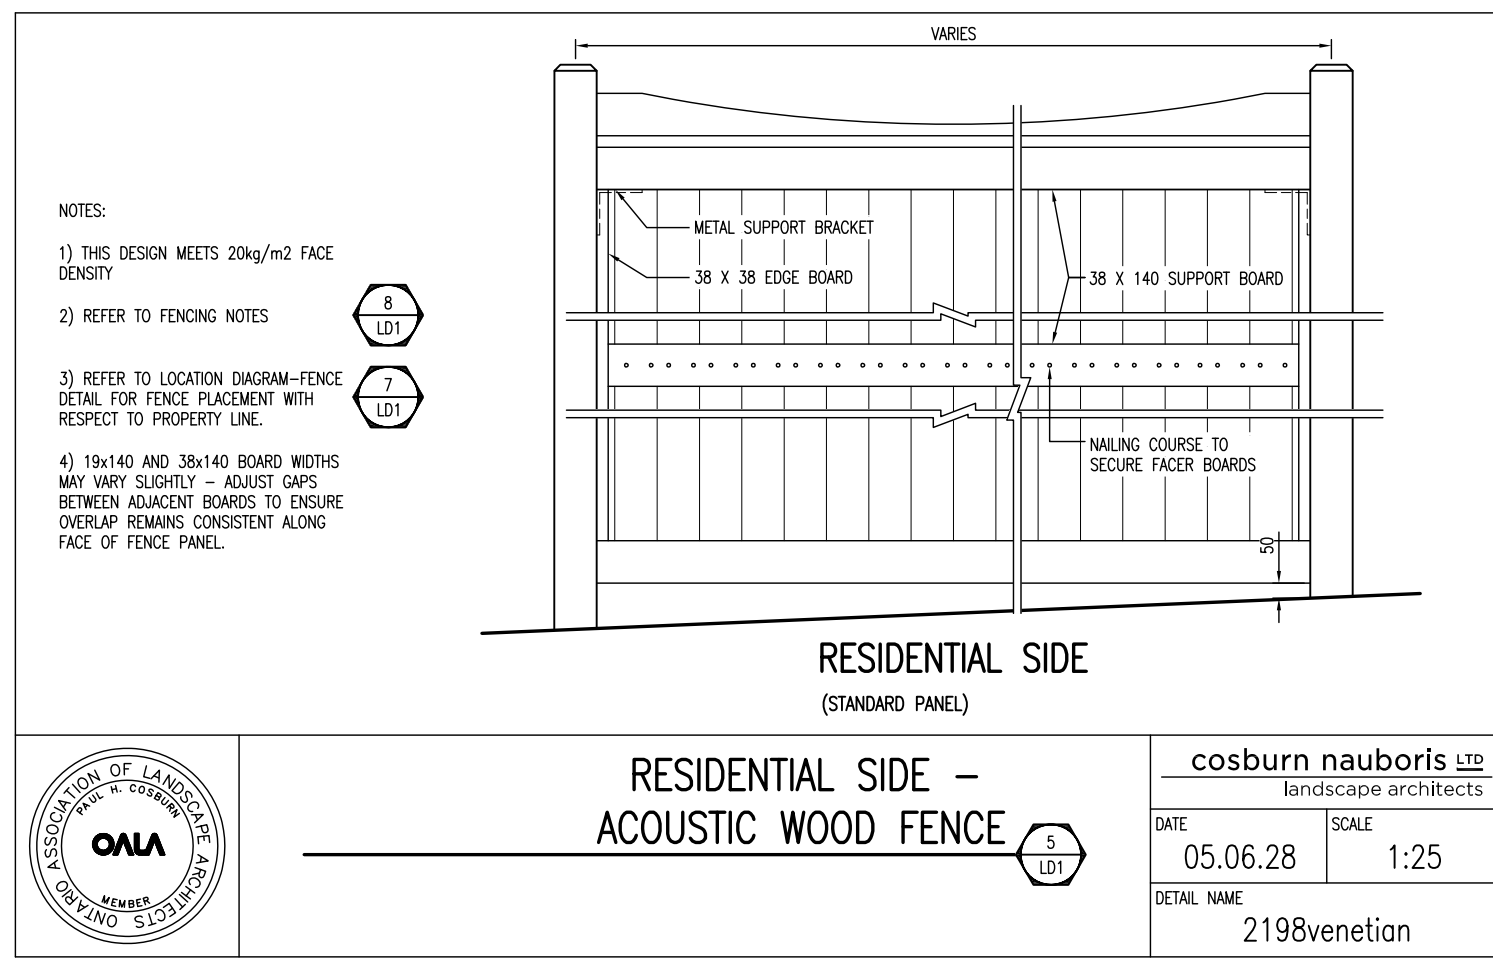 VARIES
NOTES:
1) THIS DESIGN MEETS 20kg/m2 FACE
DENSITY
2) REFER TO FENCING NOTES
8
LD1
3) REFER TO LOCATION DIAGRAM–FENCE
DETAIL FOR FENCE PLACEMENT WITH
RESPECT TO PROPERTY LINE.
7
LD1
4) 19x140 AND 38x140 BOARD WIDTHS
MAY VARY SLIGHTLY – ADJUST GAPS
BETWEEN ADJACENT BOARDS TO ENSURE
OVERLAP REMAINS CONSISTENT ALONG
FACE OF FENCE PANEL.
METAL SUPPORT BRACKET
38 X 38 EDGE BOARD
38 X 140 SUPPORT BOARD
NAILING COURSE TO
SECURE FACER BOARDS
50
RESIDENTIAL SIDE
(STANDARD PANEL)
ONTARIO ASSOCIATION OF LANDSCAPE ARCHITECTS
PAUL H. COSBURN
OALA
MEMBER
RESIDENTIAL SIDE –
ACOUSTIC WOOD FENCE
5
LD1
cosburn nauboris LTD
landscape architects
DATE
05.06.28
SCALE
1:25
DETAIL NAME
2198venetian